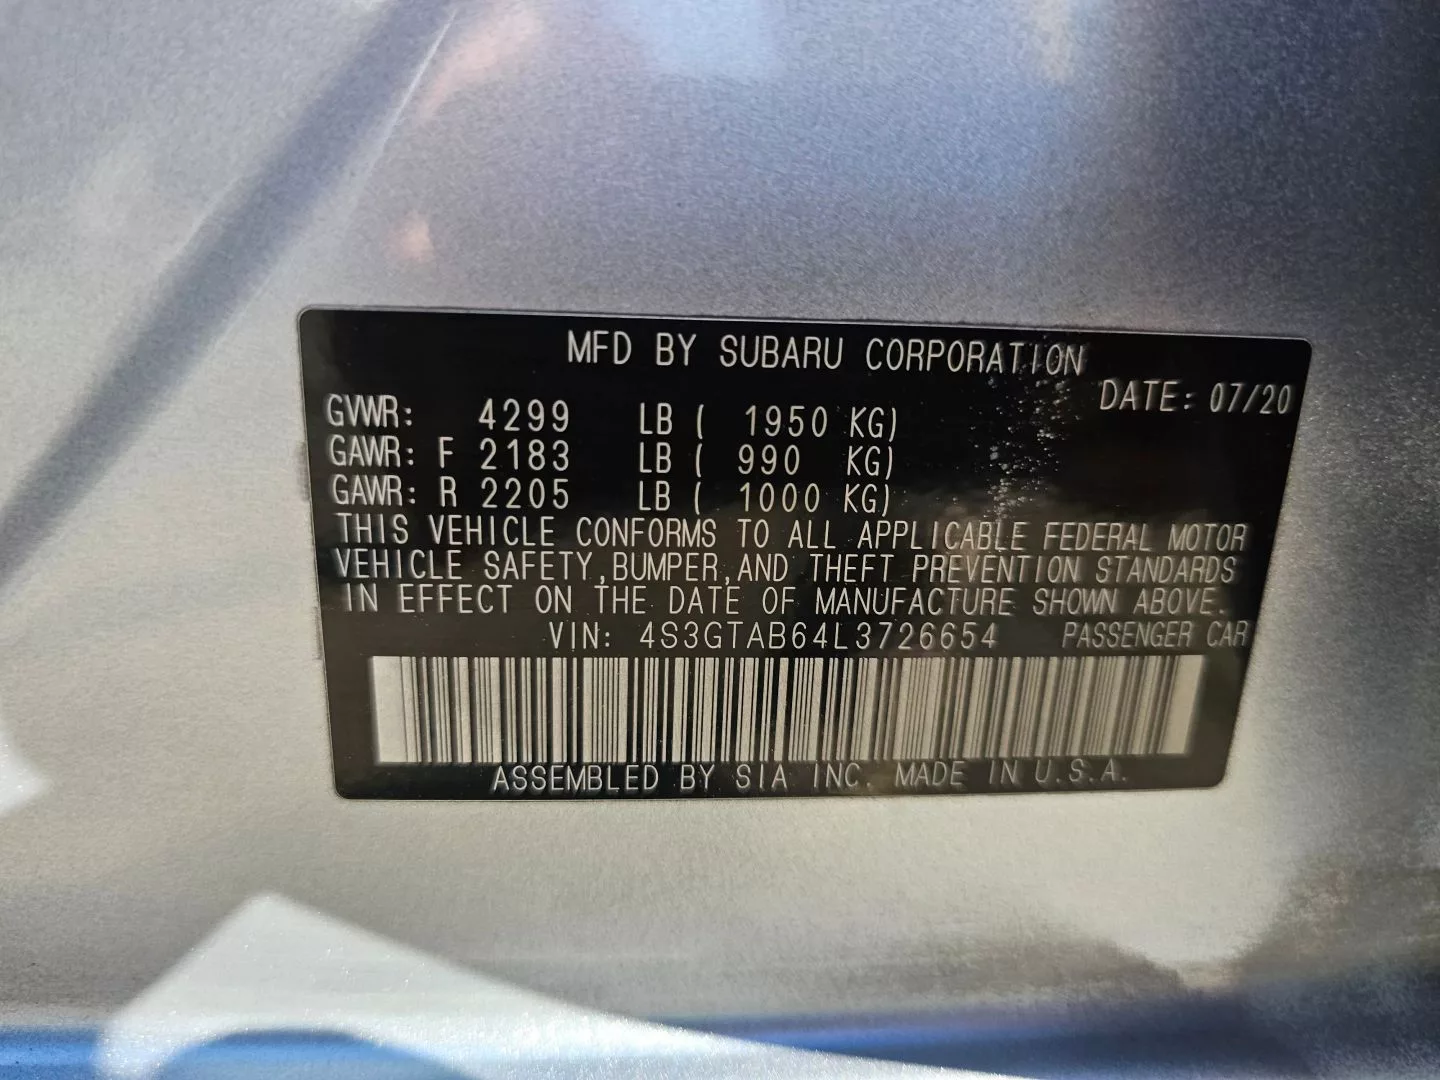 MFD BY SUBARU CORPORATION
DATE: 07/20
GVWR: 4299 LB ( 1950 KG)
GAWR: F 2183 LB ( 990 KG)
GAWR: R 2205 LB ( 1000 KG)
THIS VEHICLE CONFORMS TO ALL APPLICABLE FEDERAL MOTOR
VEHICLE SAFETY, BUMPER, AND THEFT PREVENTION STANDARDS
IN EFFECT ON THE DATE OF MANUFACTURE SHOWN ABOVE.
VIN: 4S3GTAB64L3726654 PASSENGER CAR
ASSEMBLED BY SIA INC. MADE IN U.S.A.